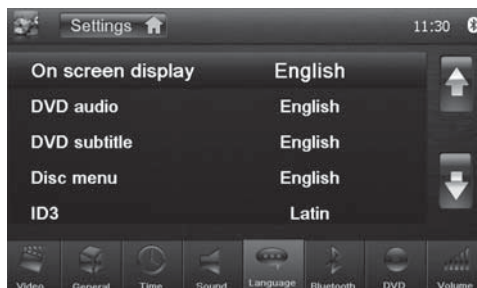 Settings 11:30
On screen display English
DVD audio English
DVD subtitle English
Disc menu English
ID3 Latin
Video General Time Sound Language Bluetooth DVD Volume